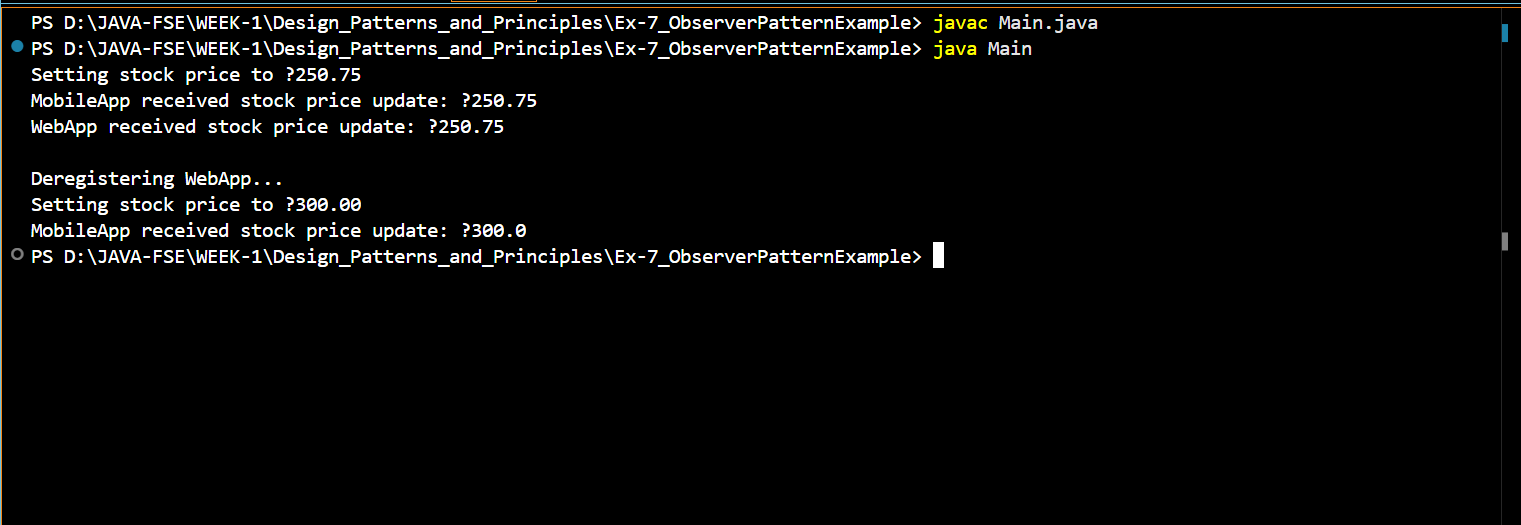 PS D:\JAVA-FSE\WEEK-1\Design_Patterns_and_Principles\Ex-7_ObserverPatternExample> javac Main.java
PS D:\JAVA-FSE\WEEK-1\Design_Patterns_and_Principles\Ex-7_ObserverPatternExample> java Main
Setting stock price to ?250.75
MobileApp received stock price update: ?250.75
WebApp received stock price update: ?250.75
Deregistering WebApp...
Setting stock price to ?300.00
MobileApp received stock price update: ?300.0
PS D:\JAVA-FSE\WEEK-1\Design_Patterns_and_Principles\Ex-7_ObserverPatternExample>